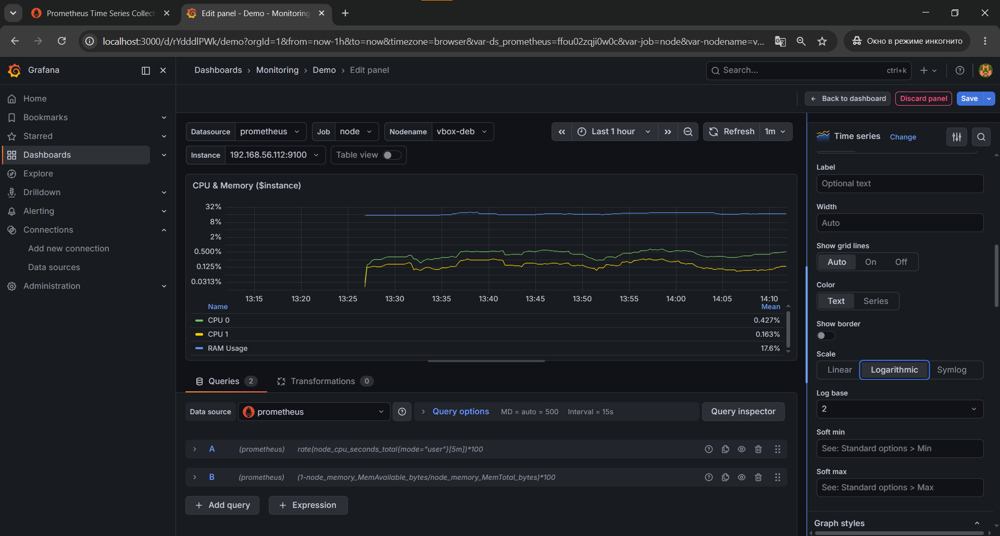 Prometheus Time Series Collect
Edit panel - Demo - Monitoring
localhost:3000/d/rYdddlPWk/demo?orgId=1&from=now-1h&to=now&timezone=browser&var-ds_prometheus=ffou02zqji0w0c&var-job=node&var-nodename=v...
Окно в режиме инкогнито
Grafana
Dashboards › Monitoring › Demo › Edit panel
Search...
ctrl+k
Home
Bookmarks
Starred
Dashboards
Explore
Drilldown
Alerting
Connections
Add new connection
Data sources
Administration
Back to dashboard
Discard panel
Save
Datasource prometheus
Job node
Nodename vbox-deb
Last 1 hour
Refresh 1m
Instance 192.168.56.112:9100
Table view
CPU & Memory ($instance)
32%
8%
2%
0.500%
0.125%
0.0313%
13:15 13:20 13:25 13:30 13:35 13:40 13:45 13:50 13:55 14:00 14:05 14:10
Name Mean
CPU 0 0.427%
CPU 1 0.163%
RAM Usage 17.6%
Queries 2
Transformations 0
Data source prometheus
Query options MD = auto = 500 Interval = 15s
Query inspector
A (prometheus) rate(node_cpu_seconds_total{mode="user"}[5m])*100
B (prometheus) (1-node_memory_MemAvailable_bytes/node_memory_MemTotal_bytes)*100
+ Add query
+ Expression
Time series Change
Label
Optional text
Width
Auto
Show grid lines
Auto On Off
Color
Text Series
Show border
Scale
Linear Logarithmic Symlog
Log base
2
Soft min
See: Standard options > Min
Soft max
See: Standard options > Max
Graph styles